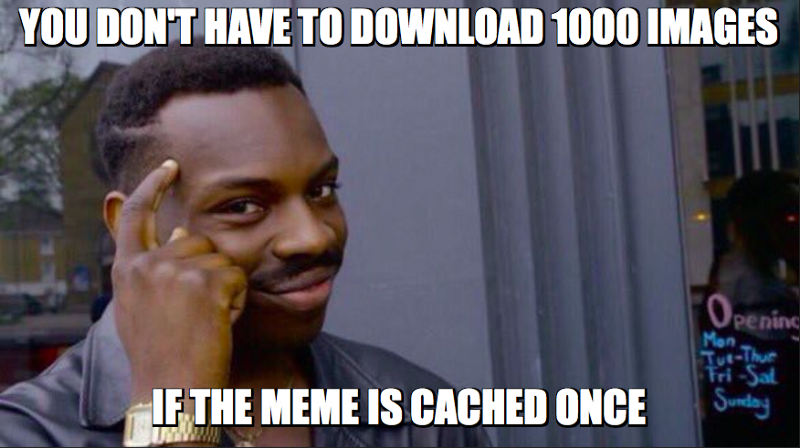 YOU DON'T HAVE TO DOWNLOAD 1000 IMAGES
Opening
Mon
Tue-Thur
Fri-Sat
Sunday
IF THE MEME IS CACHED ONCE